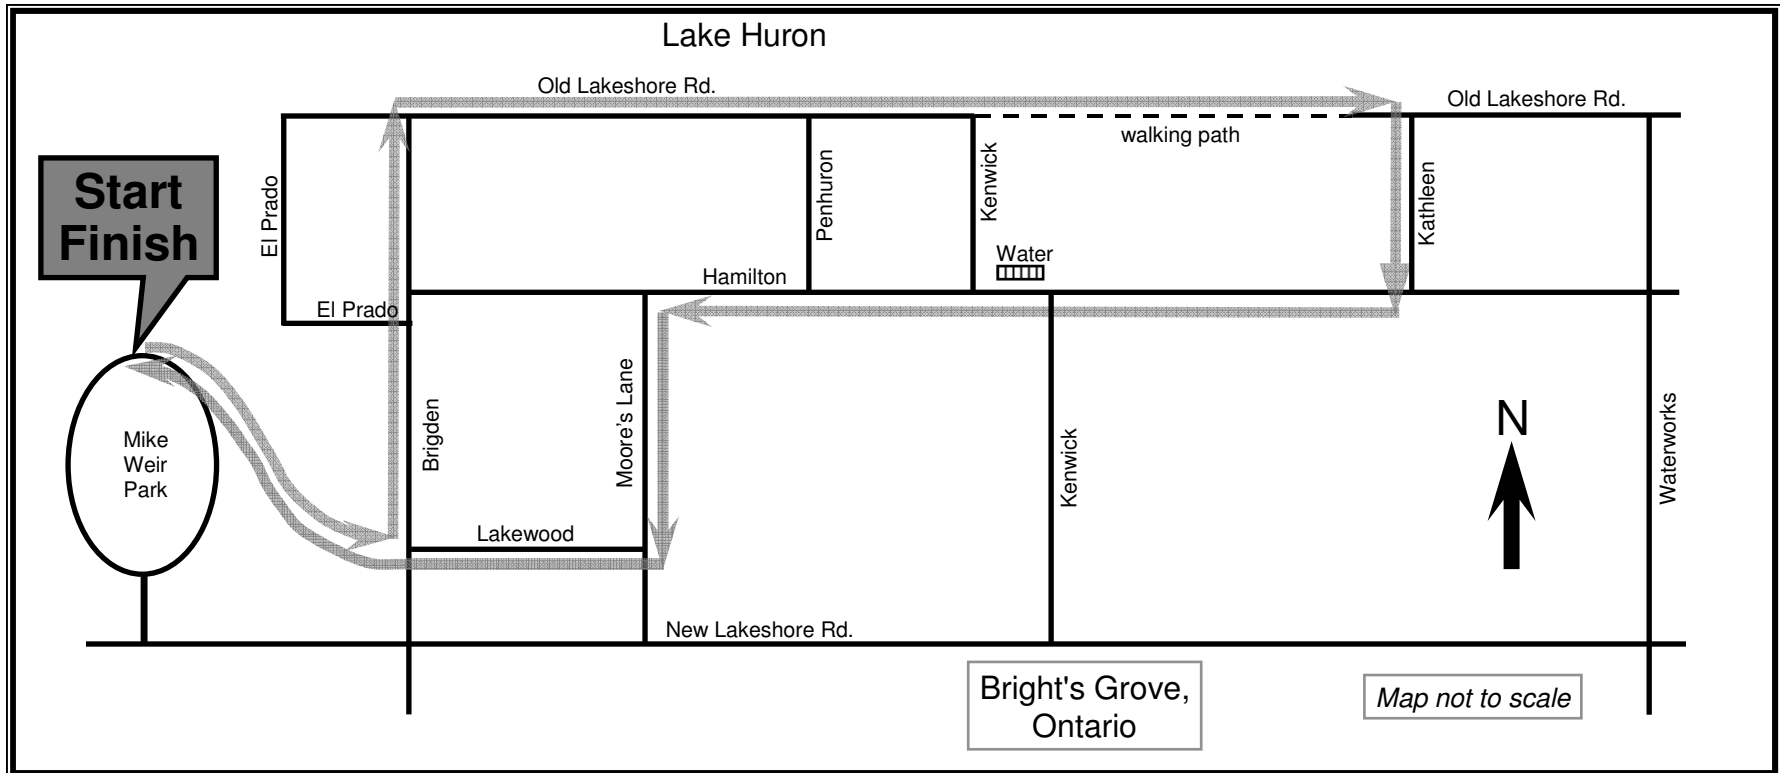 Lake Huron
Old Lakeshore Rd.
Old Lakeshore Rd.
walking path
Start
Finish
El Prado
Penhuron
Kenwick
Kathleen
Water
Hamilton
El Prado
Mike
Weir
Park
Brigden
Moore's Lane
Kenwick
N
Waterworks
Lakewood
New Lakeshore Rd.
Bright's Grove,
Ontario
Map not to scale